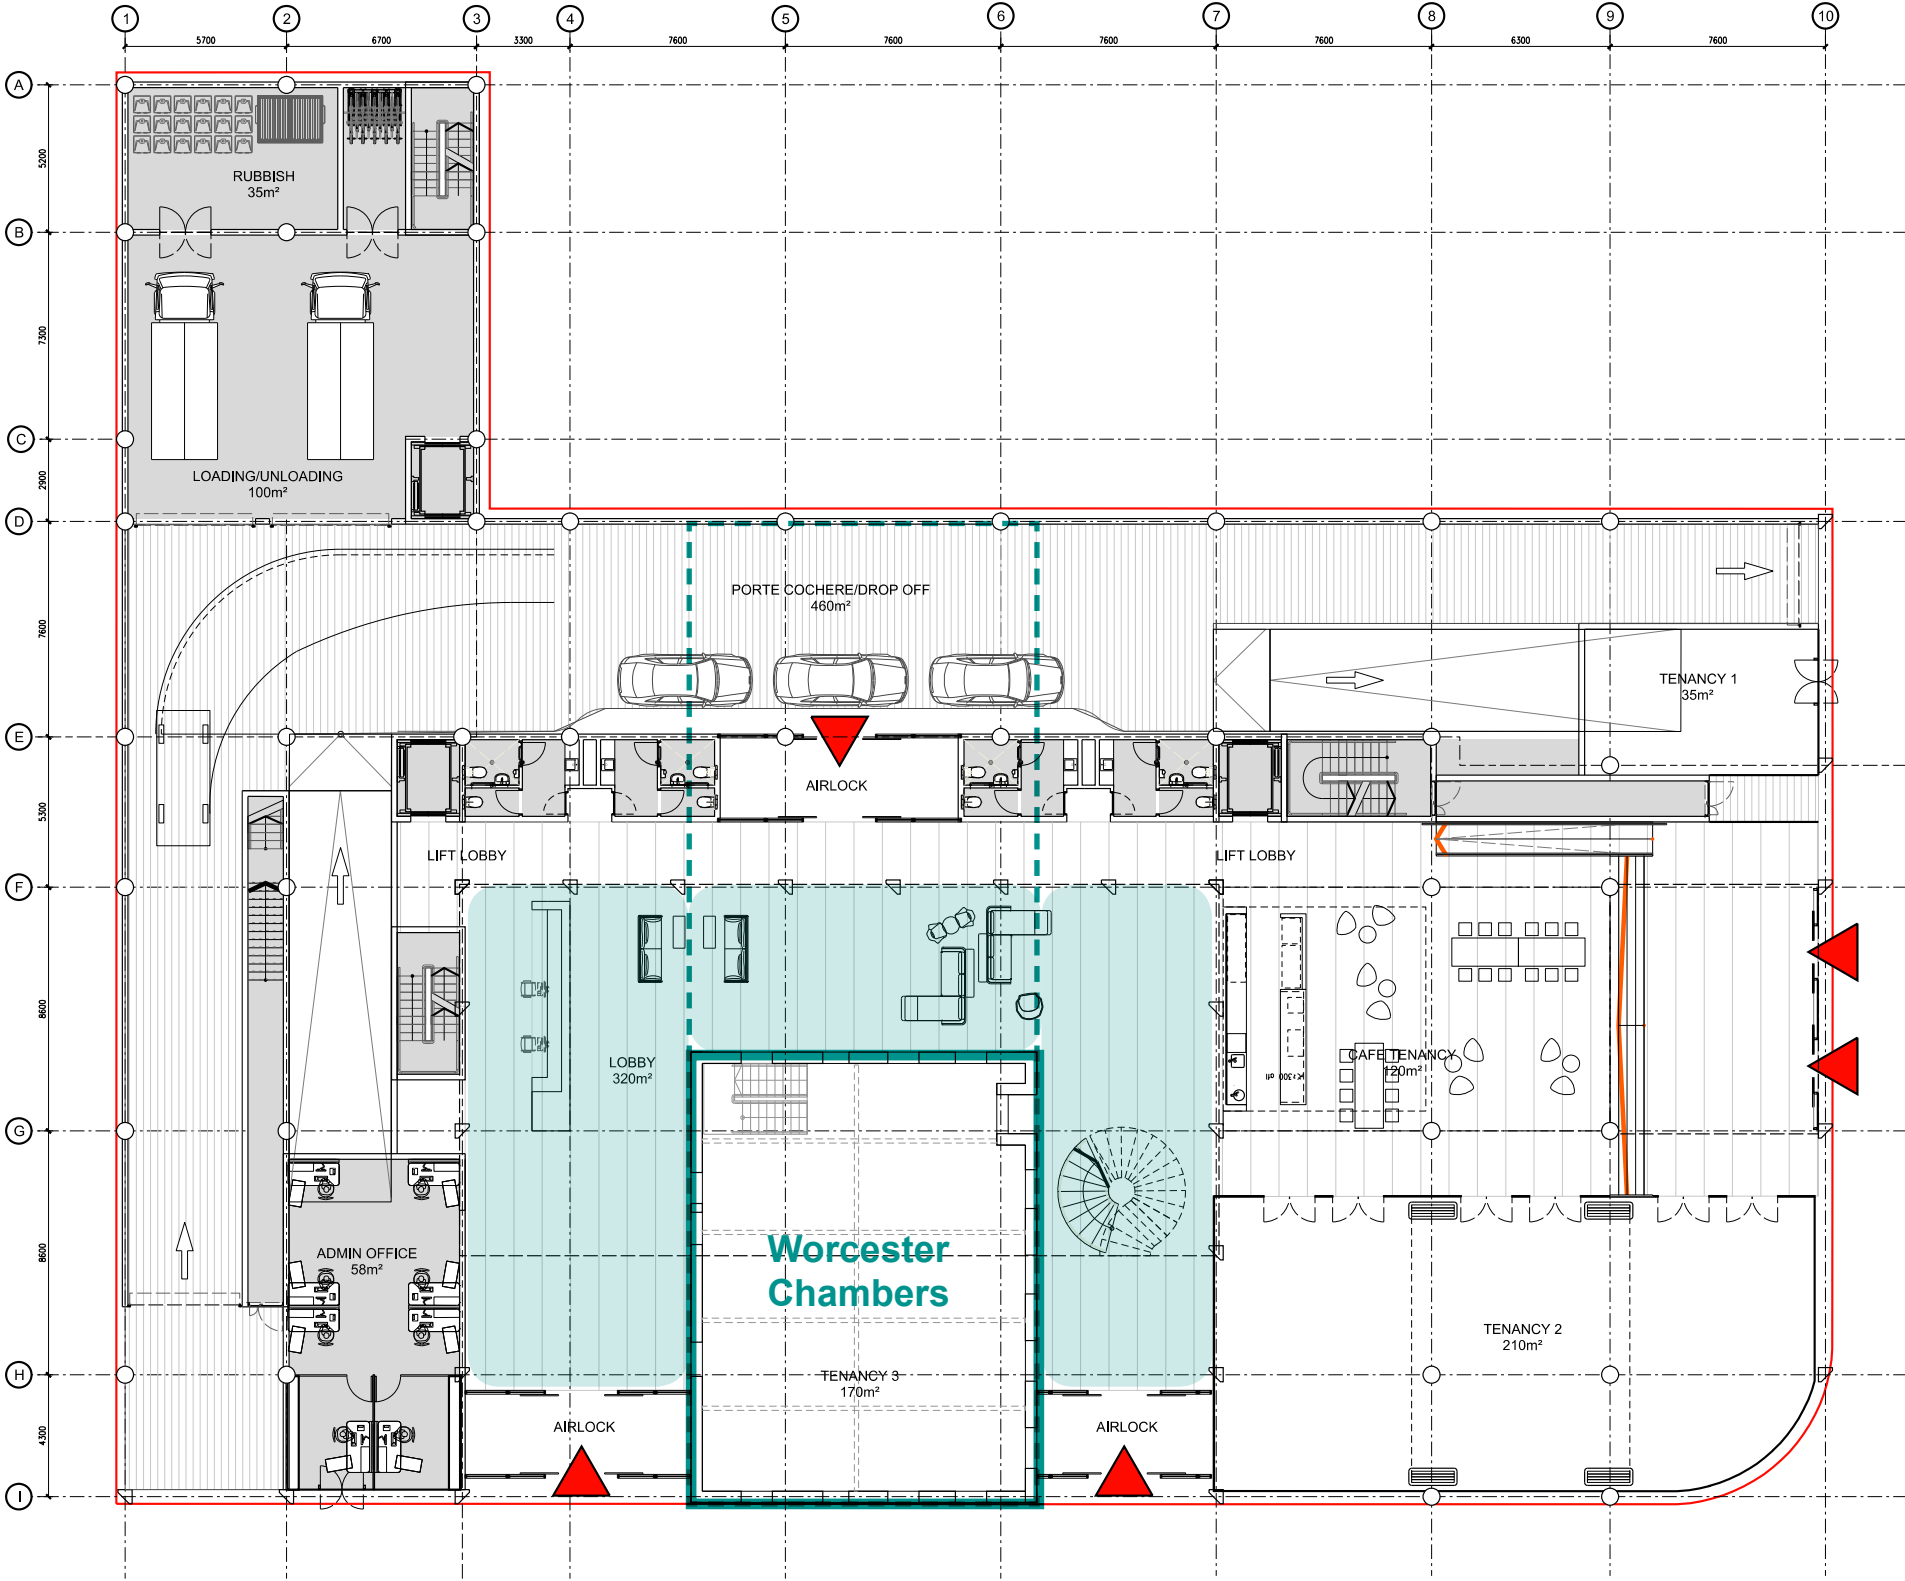 1 2 3 4 5 6 7 8 9 10
5700 6700 3300 7600 7600 7600 7600 6300 7600
A
5200
RUBBISH
35m²
B
7300
C
LOADING/UNLOADING
100m²
2900
D
PORTE COCHERE/DROP OFF
460m²
7600
TENANCY 1
35m²
E
AIRLOCK
5300
LIFT LOBBY
LIFT LOBBY
F
8600
LOBBY
320m²
CAFE TENANCY
120m²
G
Worcester
Chambers
ADMIN OFFICE
58m²
8600
TENANCY 2
210m²
H
TENANCY 3
170m²
AIRLOCK
AIRLOCK
4300
I